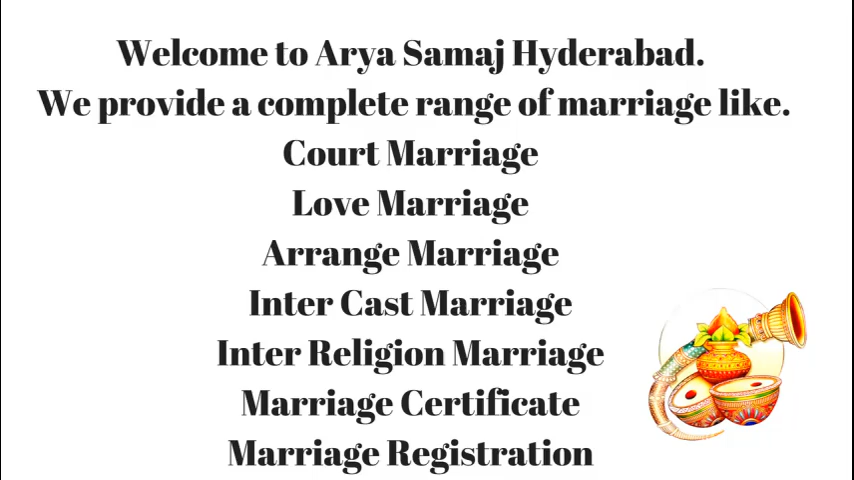 Welcome to Arya Samaj Hyderabad.
We provide a complete range of marriage like.
Court Marriage
Love Marriage
Arrange Marriage
Inter Cast Marriage
Inter Religion Marriage
Marriage Certificate
Marriage Registration